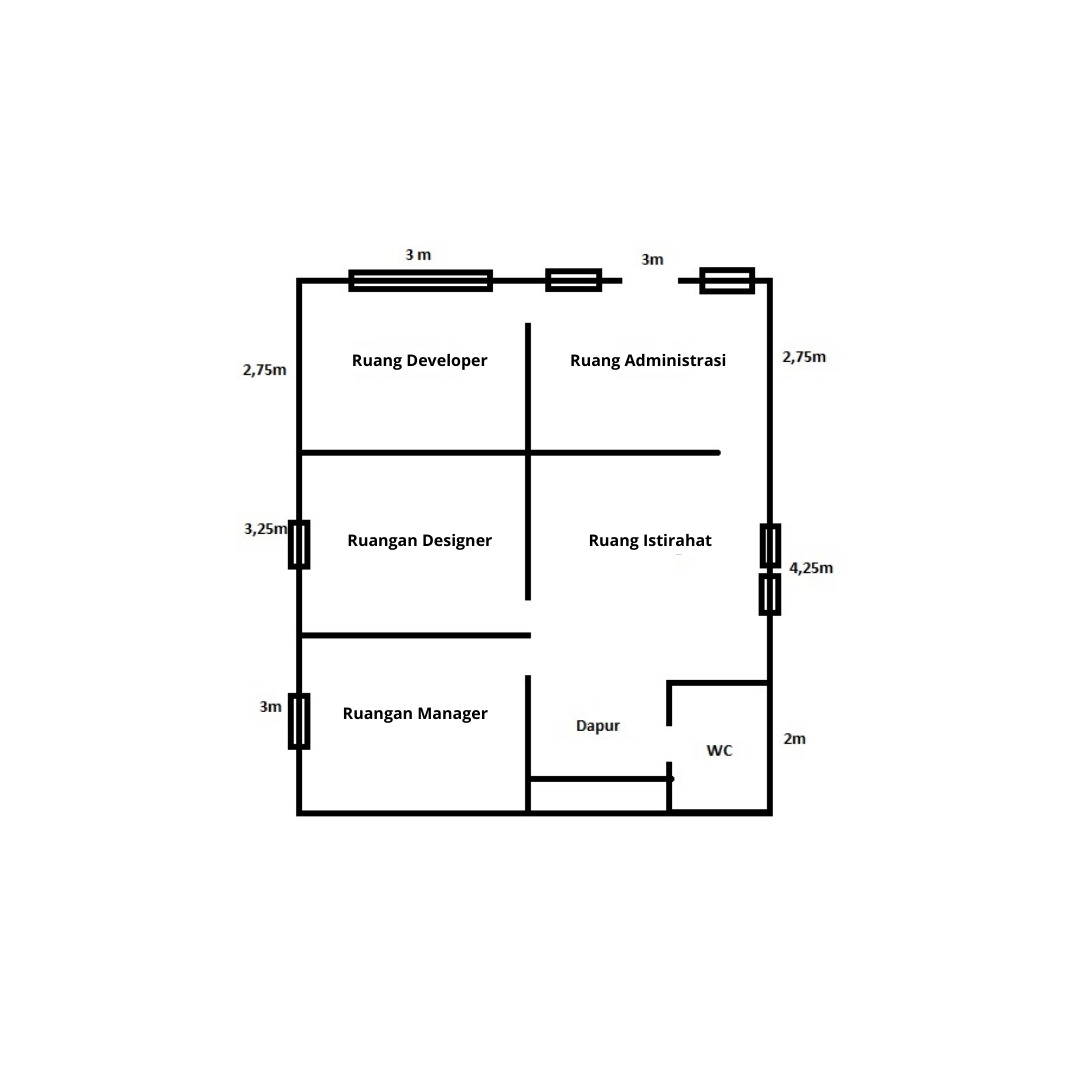 3 m
3m
Ruang Developer
Ruang Administrasi
2,75m
2,75m
3,25m
Ruangan Designer
Ruang Istirahat
4,25m
3m
Ruangan Manager
Dapur
WC
2m